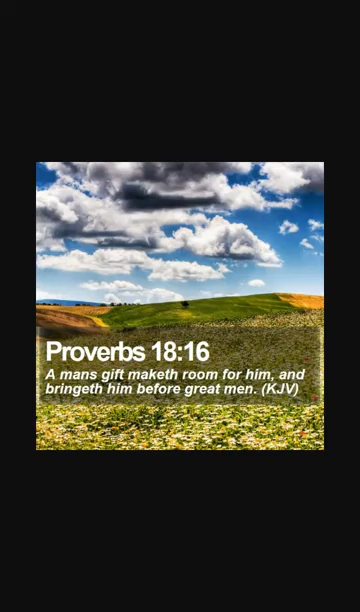 Proverbs 18:16
A mans gift maketh room for him, and
bringeth him before great men. (KJV)